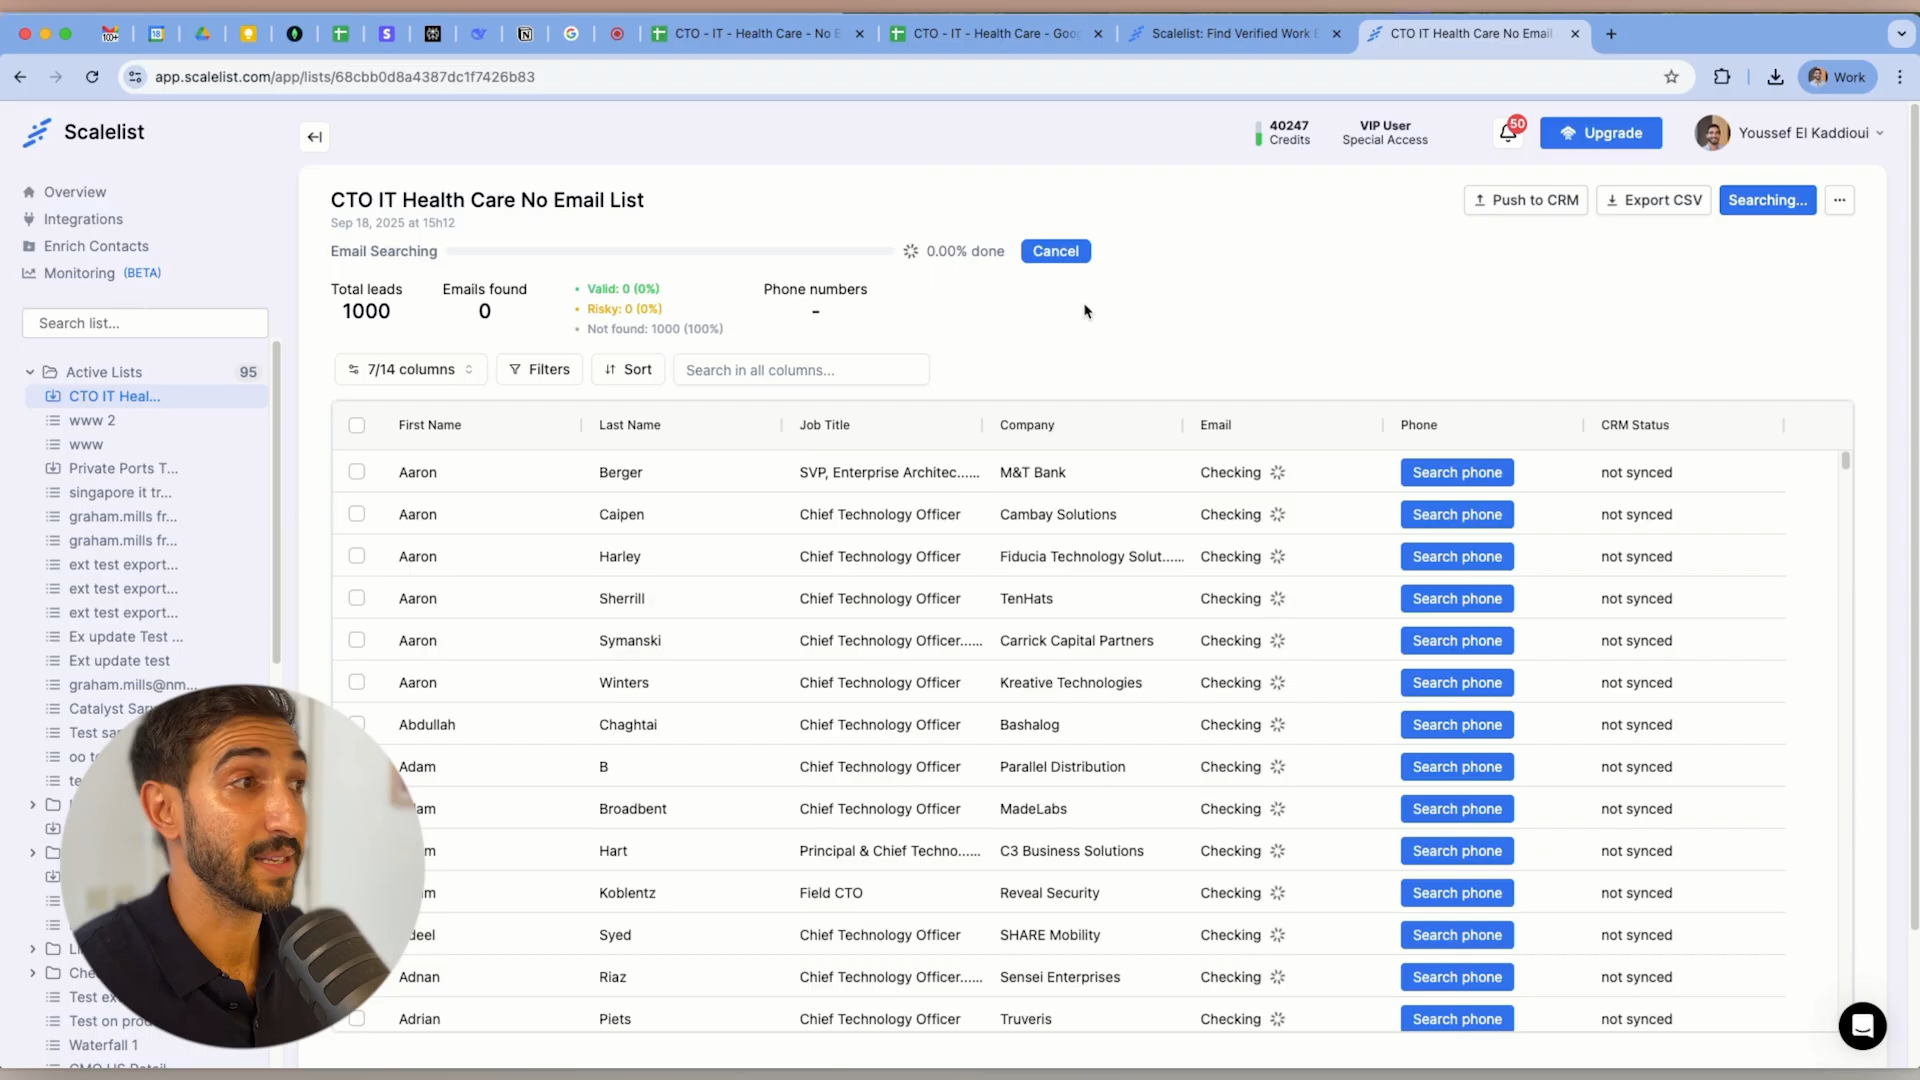 CTO - IT - Health Care - No E
CTO - IT - Health Care - Goo
Scalelist: Find Verified Work E
CTO IT Health Care No Email
app.scalelist.com/app/lists/68cbb0d8a4387dc1f7426b83
Work
Scalelist
40247
Credits
VIP User
Special Access
50
Upgrade
Youssef El Kaddioui
Overview
Integrations
Enrich Contacts
Monitoring (BETA)
Search list...
Active Lists 95
CTO IT Heal...
www 2
www
Private Ports T...
singapore it tr...
graham.mills fr...
graham.mills fr...
ext test export...
ext test export...
ext test export...
Ex update Test ...
Ext update test
graham.mills@nm...
Catalyst
Test
oo
Test
Test on
Waterfall 1
CTO IT Health Care No Email List
Sep 18, 2025 at 15h12
Push to CRM
Export CSV
Searching...
Email Searching 0.00% done
Cancel
Total leads
1000
Emails found
0
• Valid: 0 (0%)
• Risky: 0 (0%)
• Not found: 1000 (100%)
Phone numbers
-
7/14 columns
Filters
Sort
Search in all columns...
First Name Last Name Job Title Company Email Phone CRM Status
Aaron Berger SVP, Enterprise Architec...... M&T Bank Checking Search phone not synced
Aaron Caipen Chief Technology Officer Cambay Solutions Checking Search phone not synced
Aaron Harley Chief Technology Officer Fiducia Technology Solut...... Checking Search phone not synced
Aaron Sherrill Chief Technology Officer TenHats Checking Search phone not synced
Aaron Symanski Chief Technology Officer...... Carrick Capital Partners Checking Search phone not synced
Aaron Winters Chief Technology Officer Kreative Technologies Checking Search phone not synced
Abdullah Chaghtai Chief Technology Officer Bashalog Checking Search phone not synced
Adam B Chief Technology Officer Parallel Distribution Checking Search phone not synced
am Broadbent Chief Technology Officer MadeLabs Checking Search phone not synced
m Hart Principal & Chief Techno...... C3 Business Solutions Checking Search phone not synced
m Koblentz Field CTO Reveal Security Checking Search phone not synced
deel Syed Chief Technology Officer SHARE Mobility Checking Search phone not synced
Adnan Riaz Chief Technology Officer...... Sensei Enterprises Checking Search phone not synced
Adrian Piets Chief Technology Officer Truveris Checking Search phone not synced